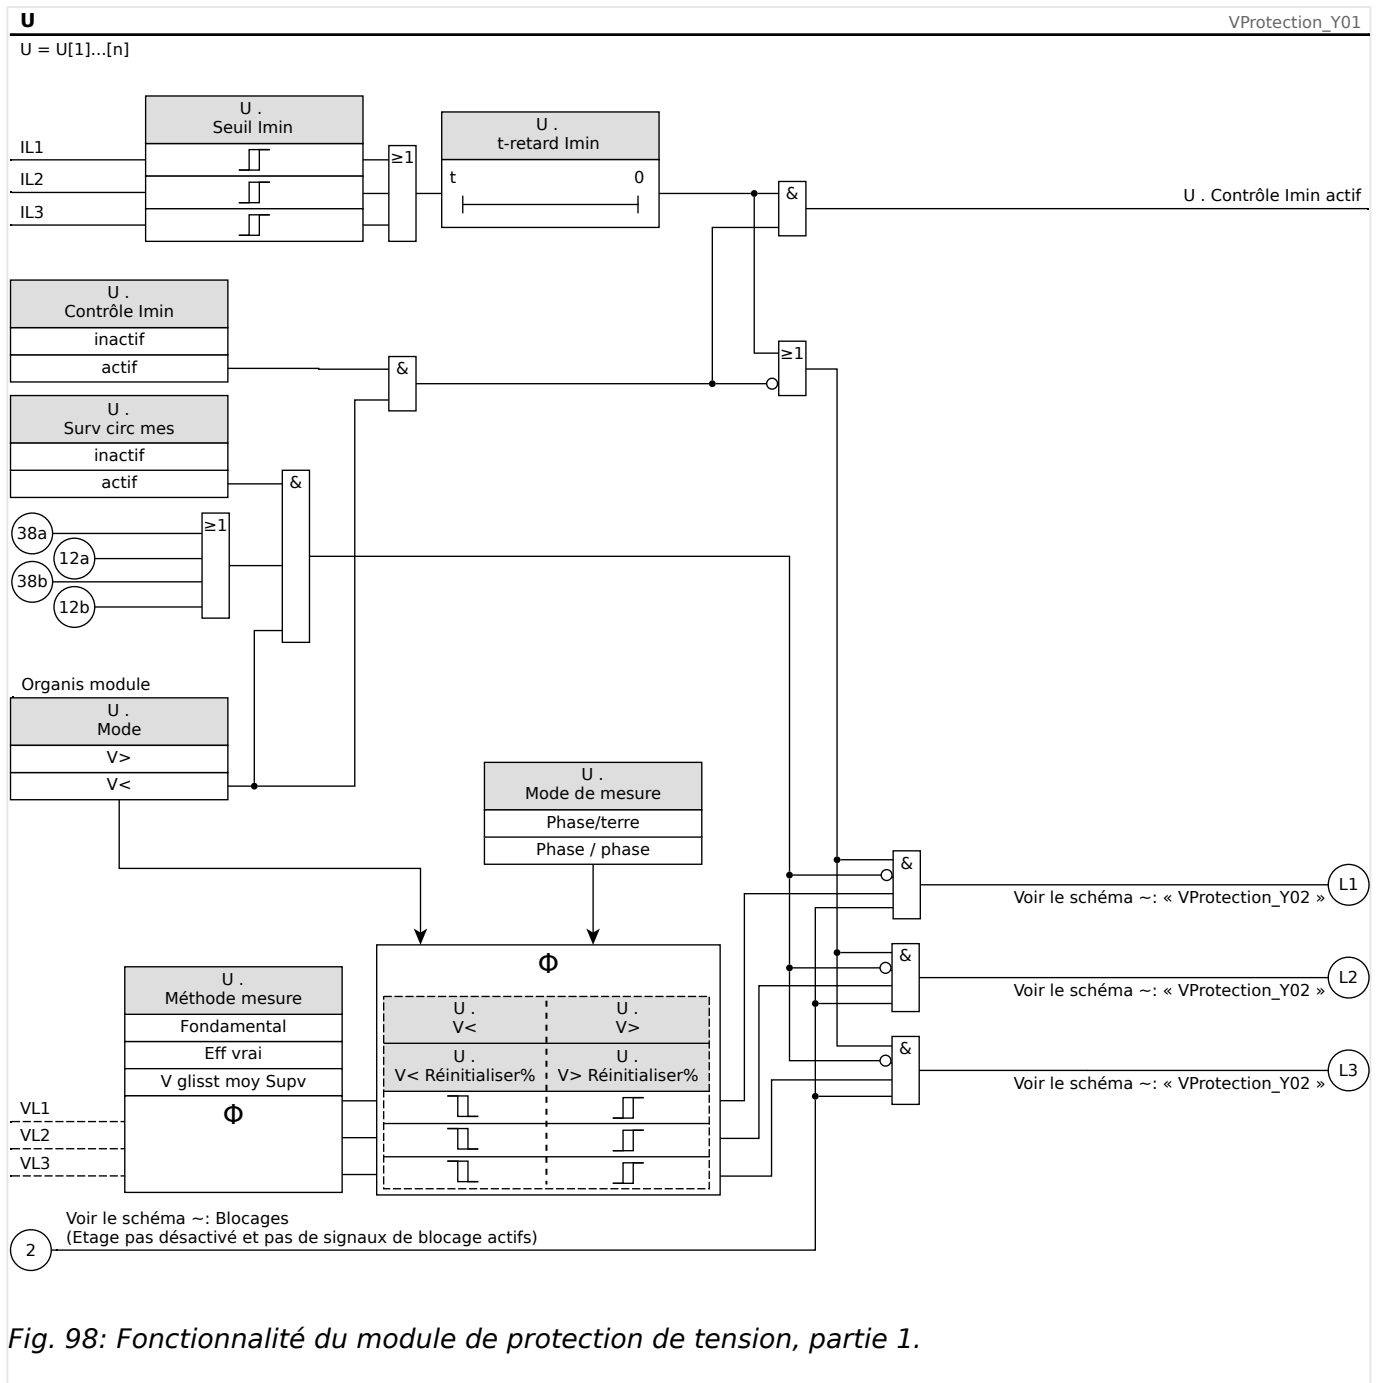 U
VProtection_Y01
U = U[1]...[n]
U .
Seuil Imin
IL1
IL2
IL3
≥1
U .
t-retard Imin
t
0
&
U . Contrôle Imin actif
U .
Contrôle Imin
inactif
actif
&
≥1
U .
Surv circ mes
inactif
actif
&
38a
12a
38b
12b
≥1
Organis module
U .
Mode
V>
V<
U .
Mode de mesure
Phase/terre
Phase / phase
&
L1
Voir le schéma ~: « VProtection_Y02 »
&
L2
Voir le schéma ~: « VProtection_Y02 »
&
L3
Voir le schéma ~: « VProtection_Y02 »
U .
Méthode mesure
Fondamental
Eff vrai
V glisst moy Supv
Φ
VL1
VL2
VL3
Φ
U .
V<
U .
V>
U .
V< Réinitialiser%
U .
V> Réinitialiser%
Voir le schéma ~: Blocages
(Etage pas désactivé et pas de signaux de blocage actifs)
2
Fig. 98: Fonctionnalité du module de protection de tension, partie 1.